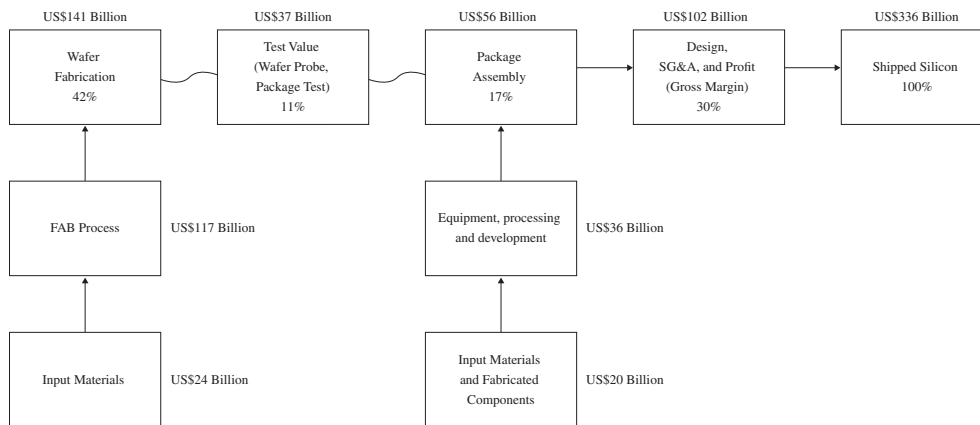 US$141 Billion
US$37 Billion
US$56 Billion
US$102 Billion
US$336 Billion
Wafer
Fabrication
42%
Test Value
(Wafer Probe,
Package Test)
11%
Package
Assembly
17%
Design,
SG&A, and Profit
(Gross Margin)
30%
Shipped Silicon
100%
FAB Process
US$117 Billion
Equipment, processing
and development
US$36 Billion
Input Materials
US$24 Billion
Input Materials
and Fabricated
Components
US$20 Billion